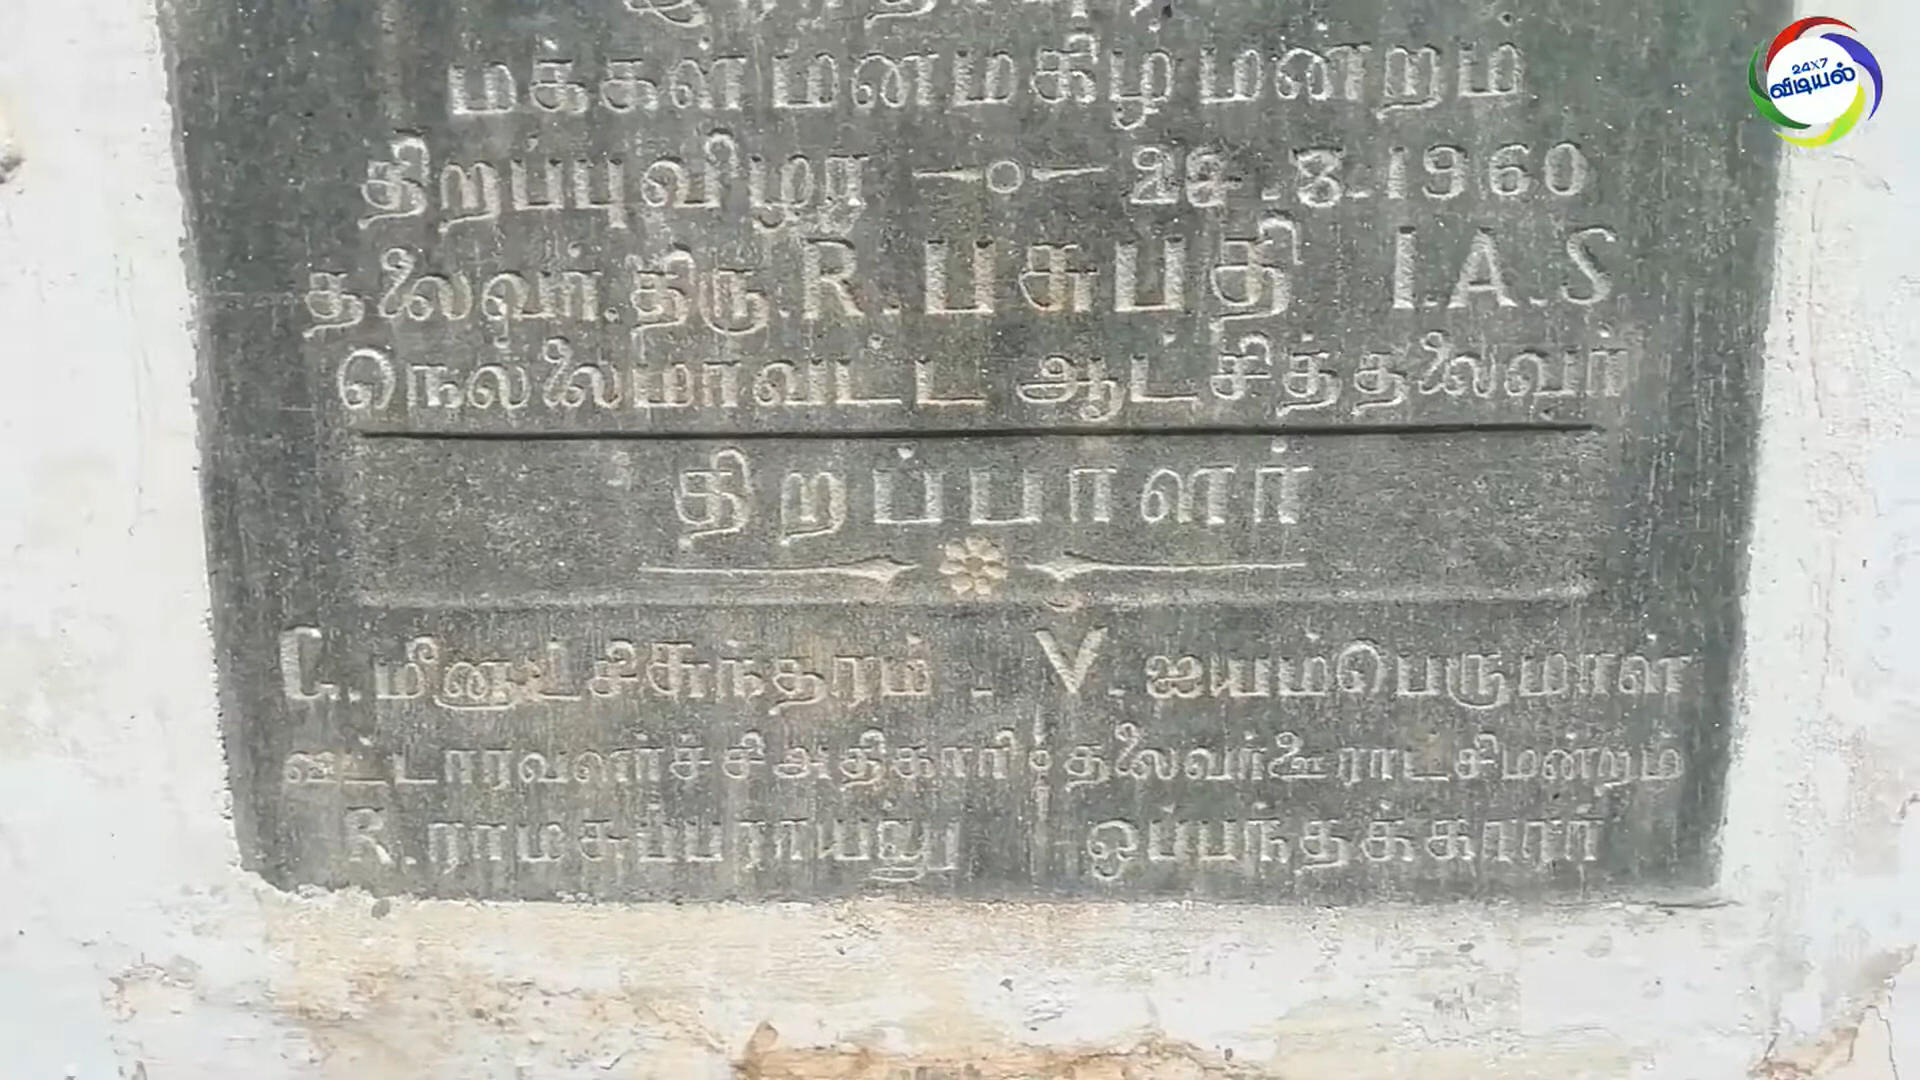 மக்கள் மனமகிழ் மன்றம்
திறப்புவிழா —o— .8.1960
தலைவர். திரு. R. பசுபதி I.A.S
நெல்லைமாவட்ட ஆட்சித்தலைவர்
திறப்பாளர்
C. மீனாட்சிசுந்தரம் - V. ஐயம்பெருமாள்
வட்டாரவளர்ச்சிஅதிகாரி தலைவர்ஊராட்சிமன்றம்
R. ராமசுப்பராயலு ஒப்பந்தக்காரர்
24X7
விடியல்